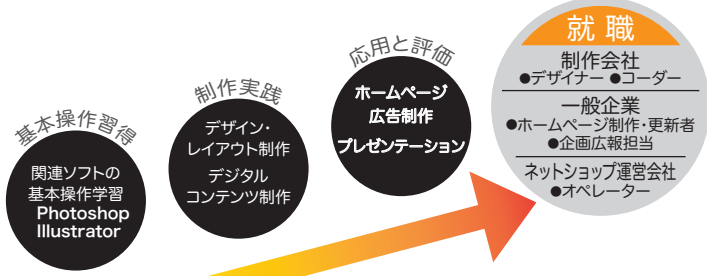 基本操作習得
関連ソフトの
基本操作学習
Photoshop
Illustrator
制作実践
デザイン・
レイアウト制作
デジタル
コンテンツ制作
応用と評価
ホームページ
広告制作
プレゼンテーション
就職
制作会社
●デザイナー ●コーダー
一般企業
●ホームページ制作・更新者
●企画広報担当
ネットショップ運営会社
●オペレーター